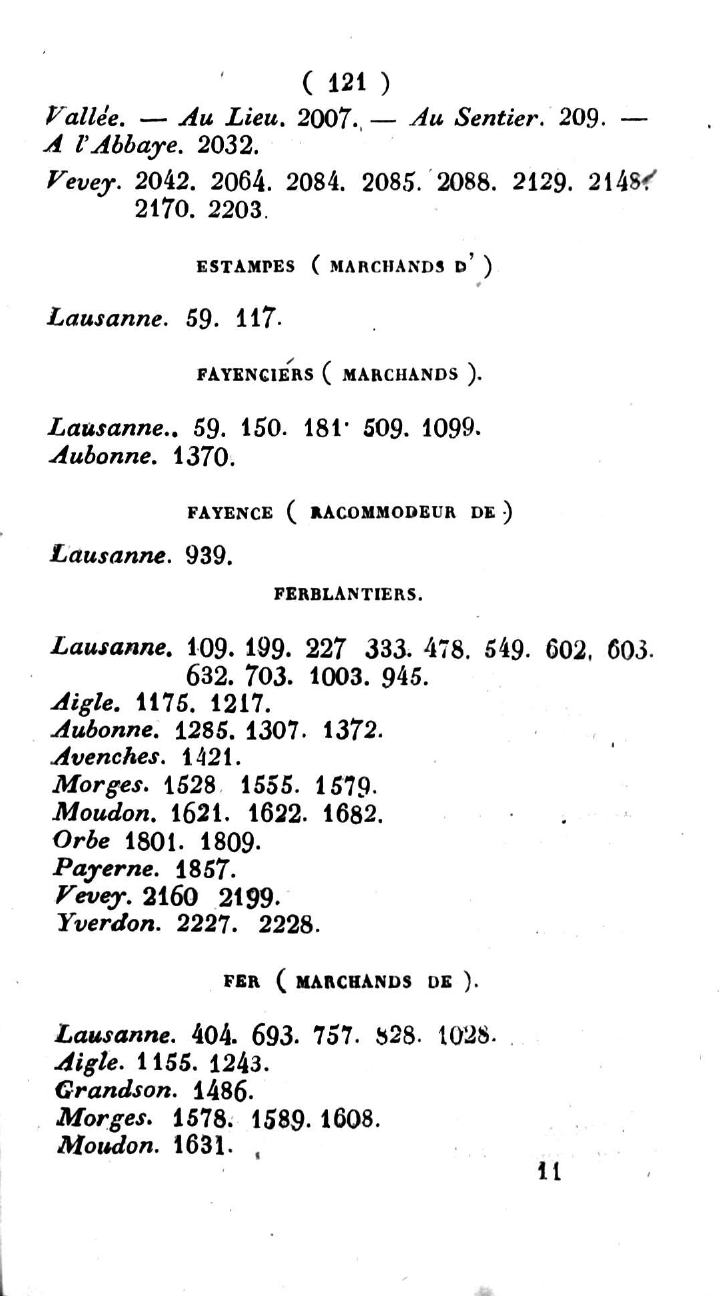 ( 121 )
Vallée. — Au Lieu. 2007. — Au Sentier. 209. —
A l'Abbaye. 2032.
Vevey. 2042. 2064. 2084. 2085. 2088. 2129. 2148.
2170. 2203.
ESTAMPES ( MARCHANDS D' )
Lausanne. 59. 117.
FAYENCIÉRS ( MARCHANDS ).
Lausanne.. 59. 150. 181· 509. 1099.
Aubonne. 1370.
FAYENCE ( RACOMMODEUR DE·)
Lausanne. 939.
FERBLANTIERS.
Lausanne. 109. 199. 227 333. 478. 549. 602. 603.
632. 703. 1003. 945.
Aigle. 1175. 1217.
Aubonne. 1285. 1307. 1372.
Avenches. 1421.
Morges. 1528 1555. 1579.
Moudon. 1621. 1622. 1682.
Orbe 1801. 1809.
Payerne. 1857.
Vevey. 2160 2199.
Yverdon. 2227. 2228.
FER ( MARCHANDS DE ).
Lausanne. 404. 693. 757. 828. 1028.
Aigle. 1155. 1243.
Grandson. 1486.
Morges. 1578. 1589. 1608.
Moudon. 1631.
11